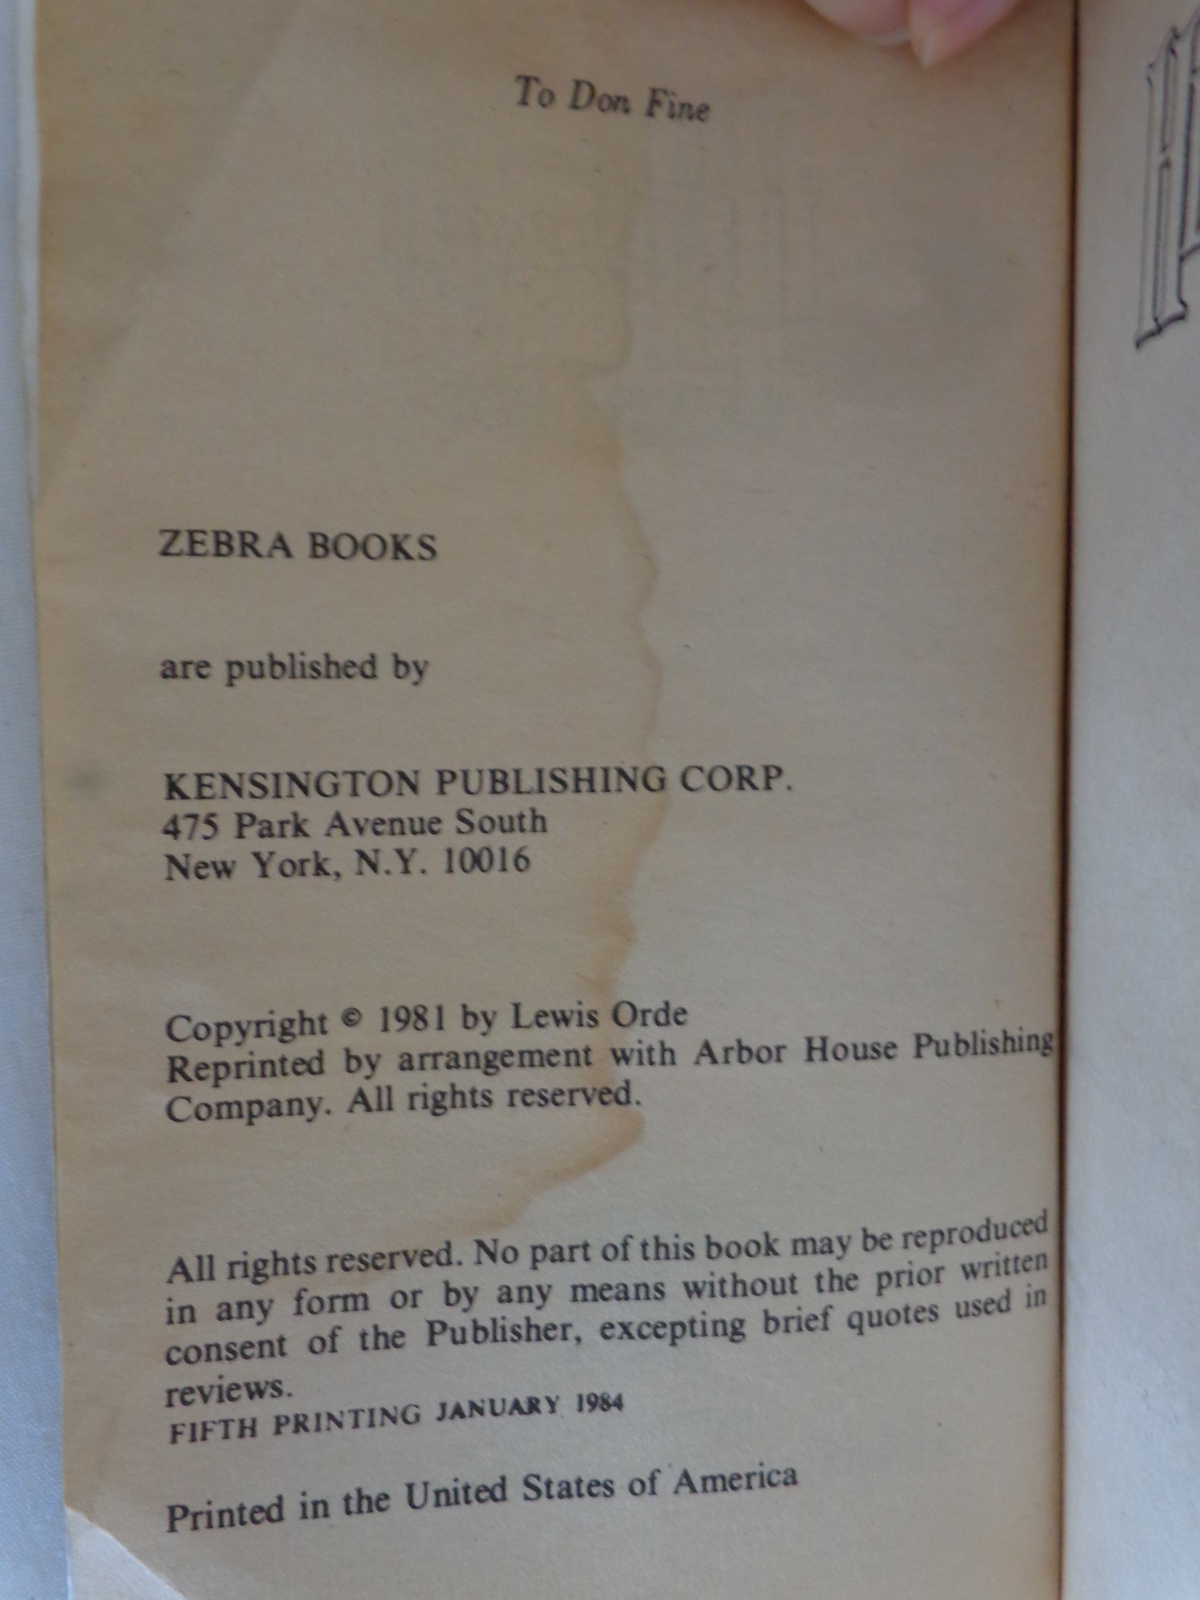 To Don Fine
ZEBRA BOOKS
are published by
KENSINGTON PUBLISHING CORP.
475 Park Avenue South
New York, N.Y. 10016
Copyright © 1981 by Lewis Orde
Reprinted by arrangement with Arbor House Publishing
Company. All rights reserved.
All rights reserved. No part of this book may be reproduced
in any form or by any means without the prior written
consent of the Publisher, excepting brief quotes used in
reviews.
FIFTH PRINTING JANUARY 1984
Printed in the United States of America